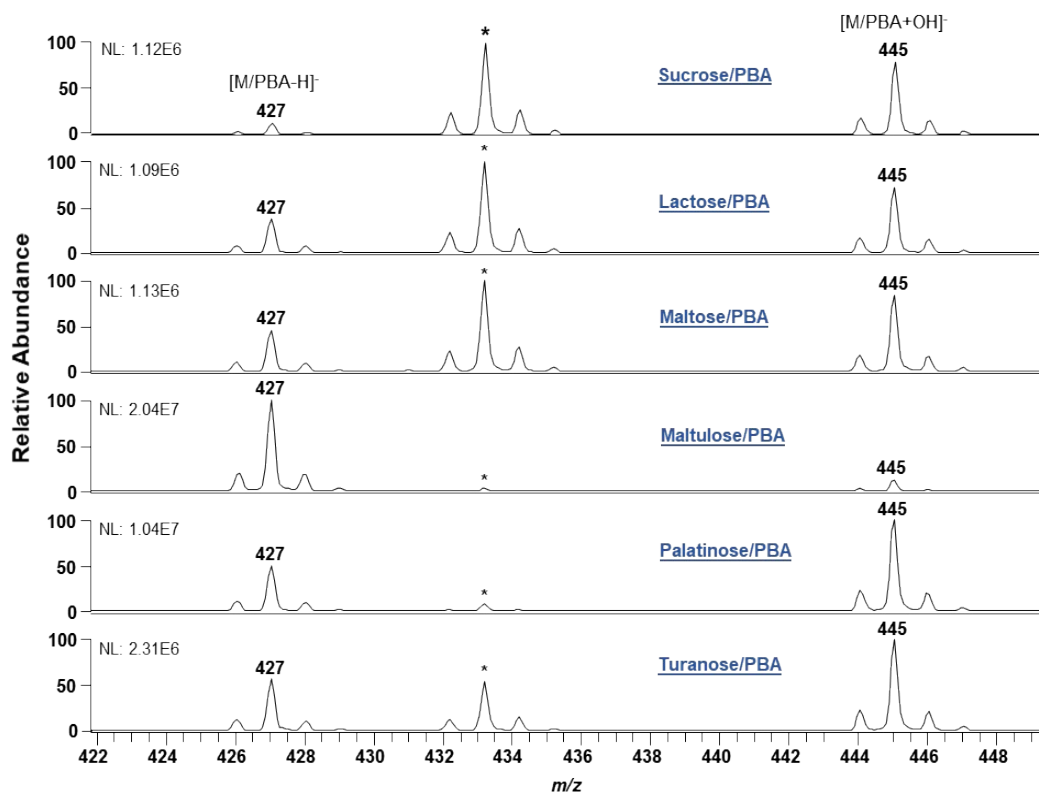 [M/PBA+OH]-
100
NL: 1.12E6
*
445
[M/PBA-H]-
Sucrose/PBA
50
427
0
100
NL: 1.09E6
*
445
427
Lactose/PBA
50
0
100
NL: 1.13E6
*
445
427
Maltose/PBA
50
0
100
NL: 2.04E7
427
Maltulose/PBA
50
*
445
0
100
NL: 1.04E7
445
427
Palatinose/PBA
50
*
0
100
NL: 2.31E6
445
427
*
Turanose/PBA
50
0
Relative Abundance
422 424 426 428 430 432 434 436 438 440 442 444 446 448
m/z